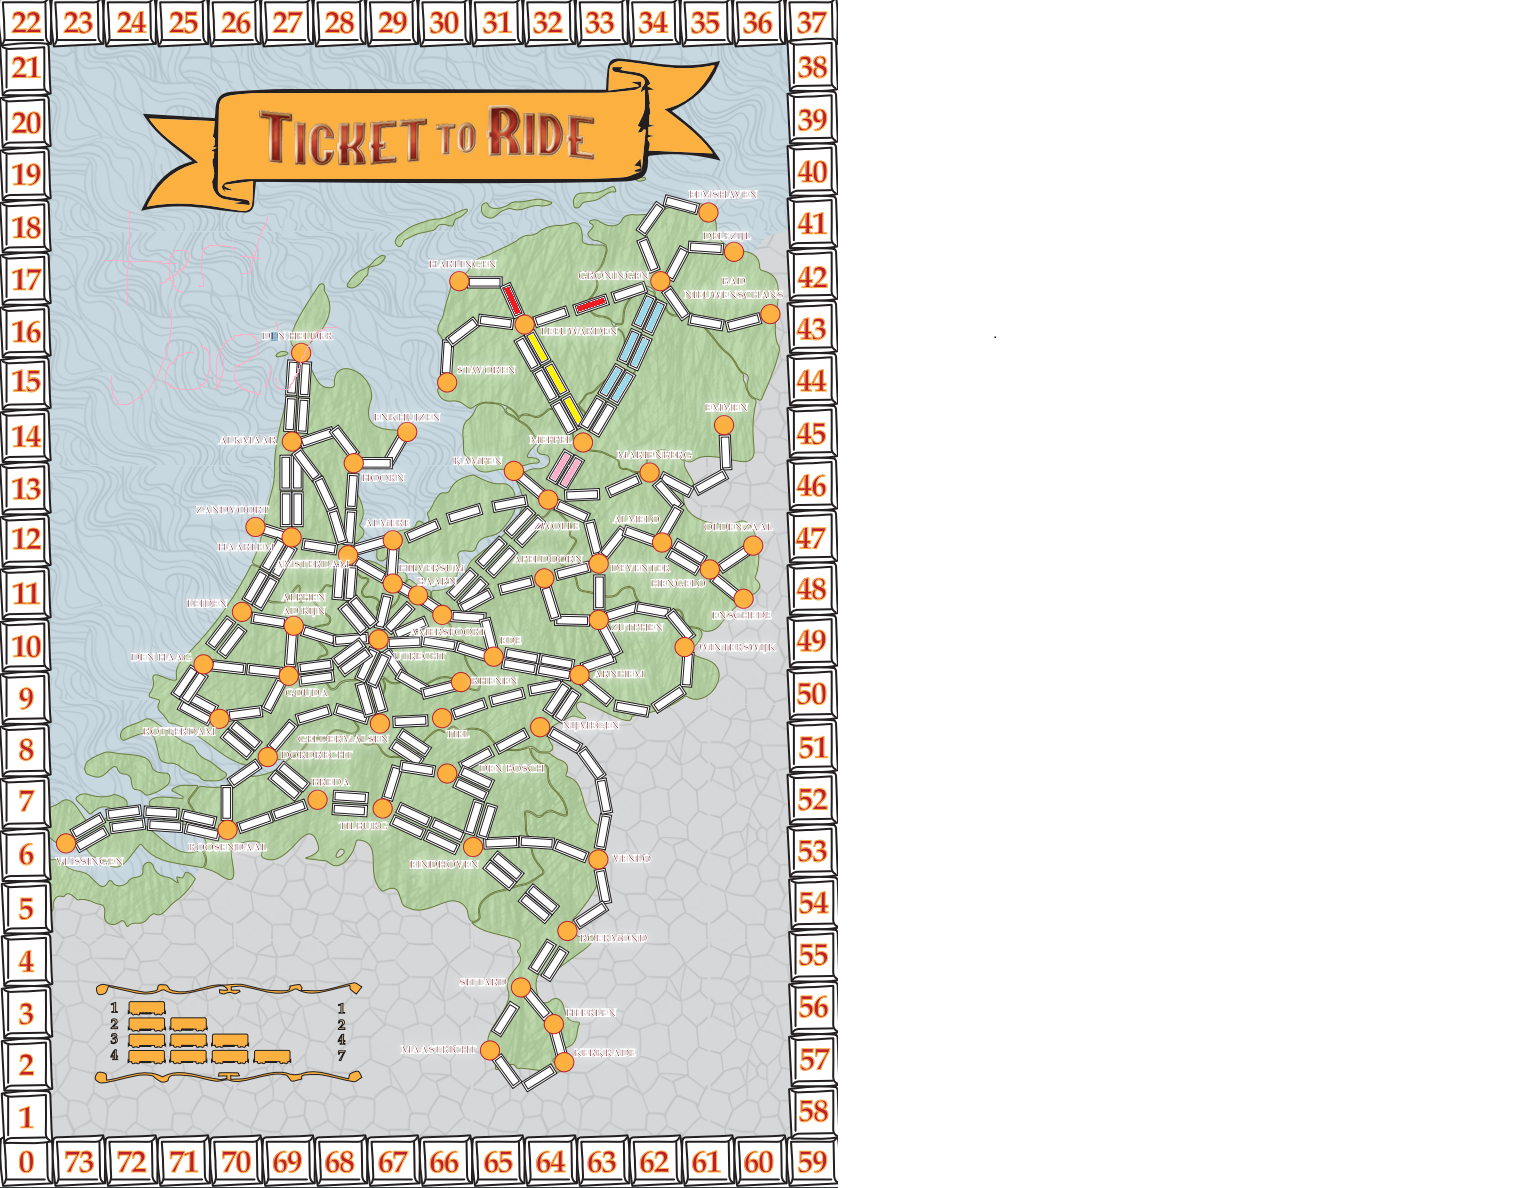 22 23 24 25 26 27 28 29 30 31 32 33 34 35 36 37
21 38
TICKET TO RIDE
20 39
19 40
EEMSHAVEN
18 41
DELFZIJL
HARLINGEN
GRONINGEN
17 42
BAD
NIEUWESCHANS
16 43
LEEUWARDEN
DEN HELDER
STAVOREN
15 44
EMMEN
ENKHUIZEN
14 45
ALKMAAR
MEPPEL
MARIENBERG
KAMPEN
HOORN
13 46
ZANDVOORT
ALMERE
ZWOLLE
ALMELO
OLDENZAAL
12 47
HAARLEM
AMSTERDAM
APELDOORN
DEVENTER
HILVERSUM
BAARN
HENGELO
11 48
ALPHEN
AD RIJN
LEIDEN
ENSCHEDE
ZUTPHEN
AMERSFOORT
EDE
10 49
WINTERSWIJK
DEN HAAG
UTRECHT
ARNHEM
RHENEN
9 50
GOUDA
NIJMEGEN
ROTTERDAM
TIEL
GELDERMALSEN
8 51
DORDRECHT
DEN BOSCH
BREDA
7 52
TILBURG
ROOSENDAAL
6 53
VLISSINGEN
EINDHOVEN
VENLO
5 54
ROERMOND
4 55
SITTARD
HEERLEN
3 56
MAASTRICHT
KERKRADE
1 1
2 2
3 4
4 7
2 57
1 58
0 73 72 71 70 69 68 67 66 65 64 63 62 61 60 59